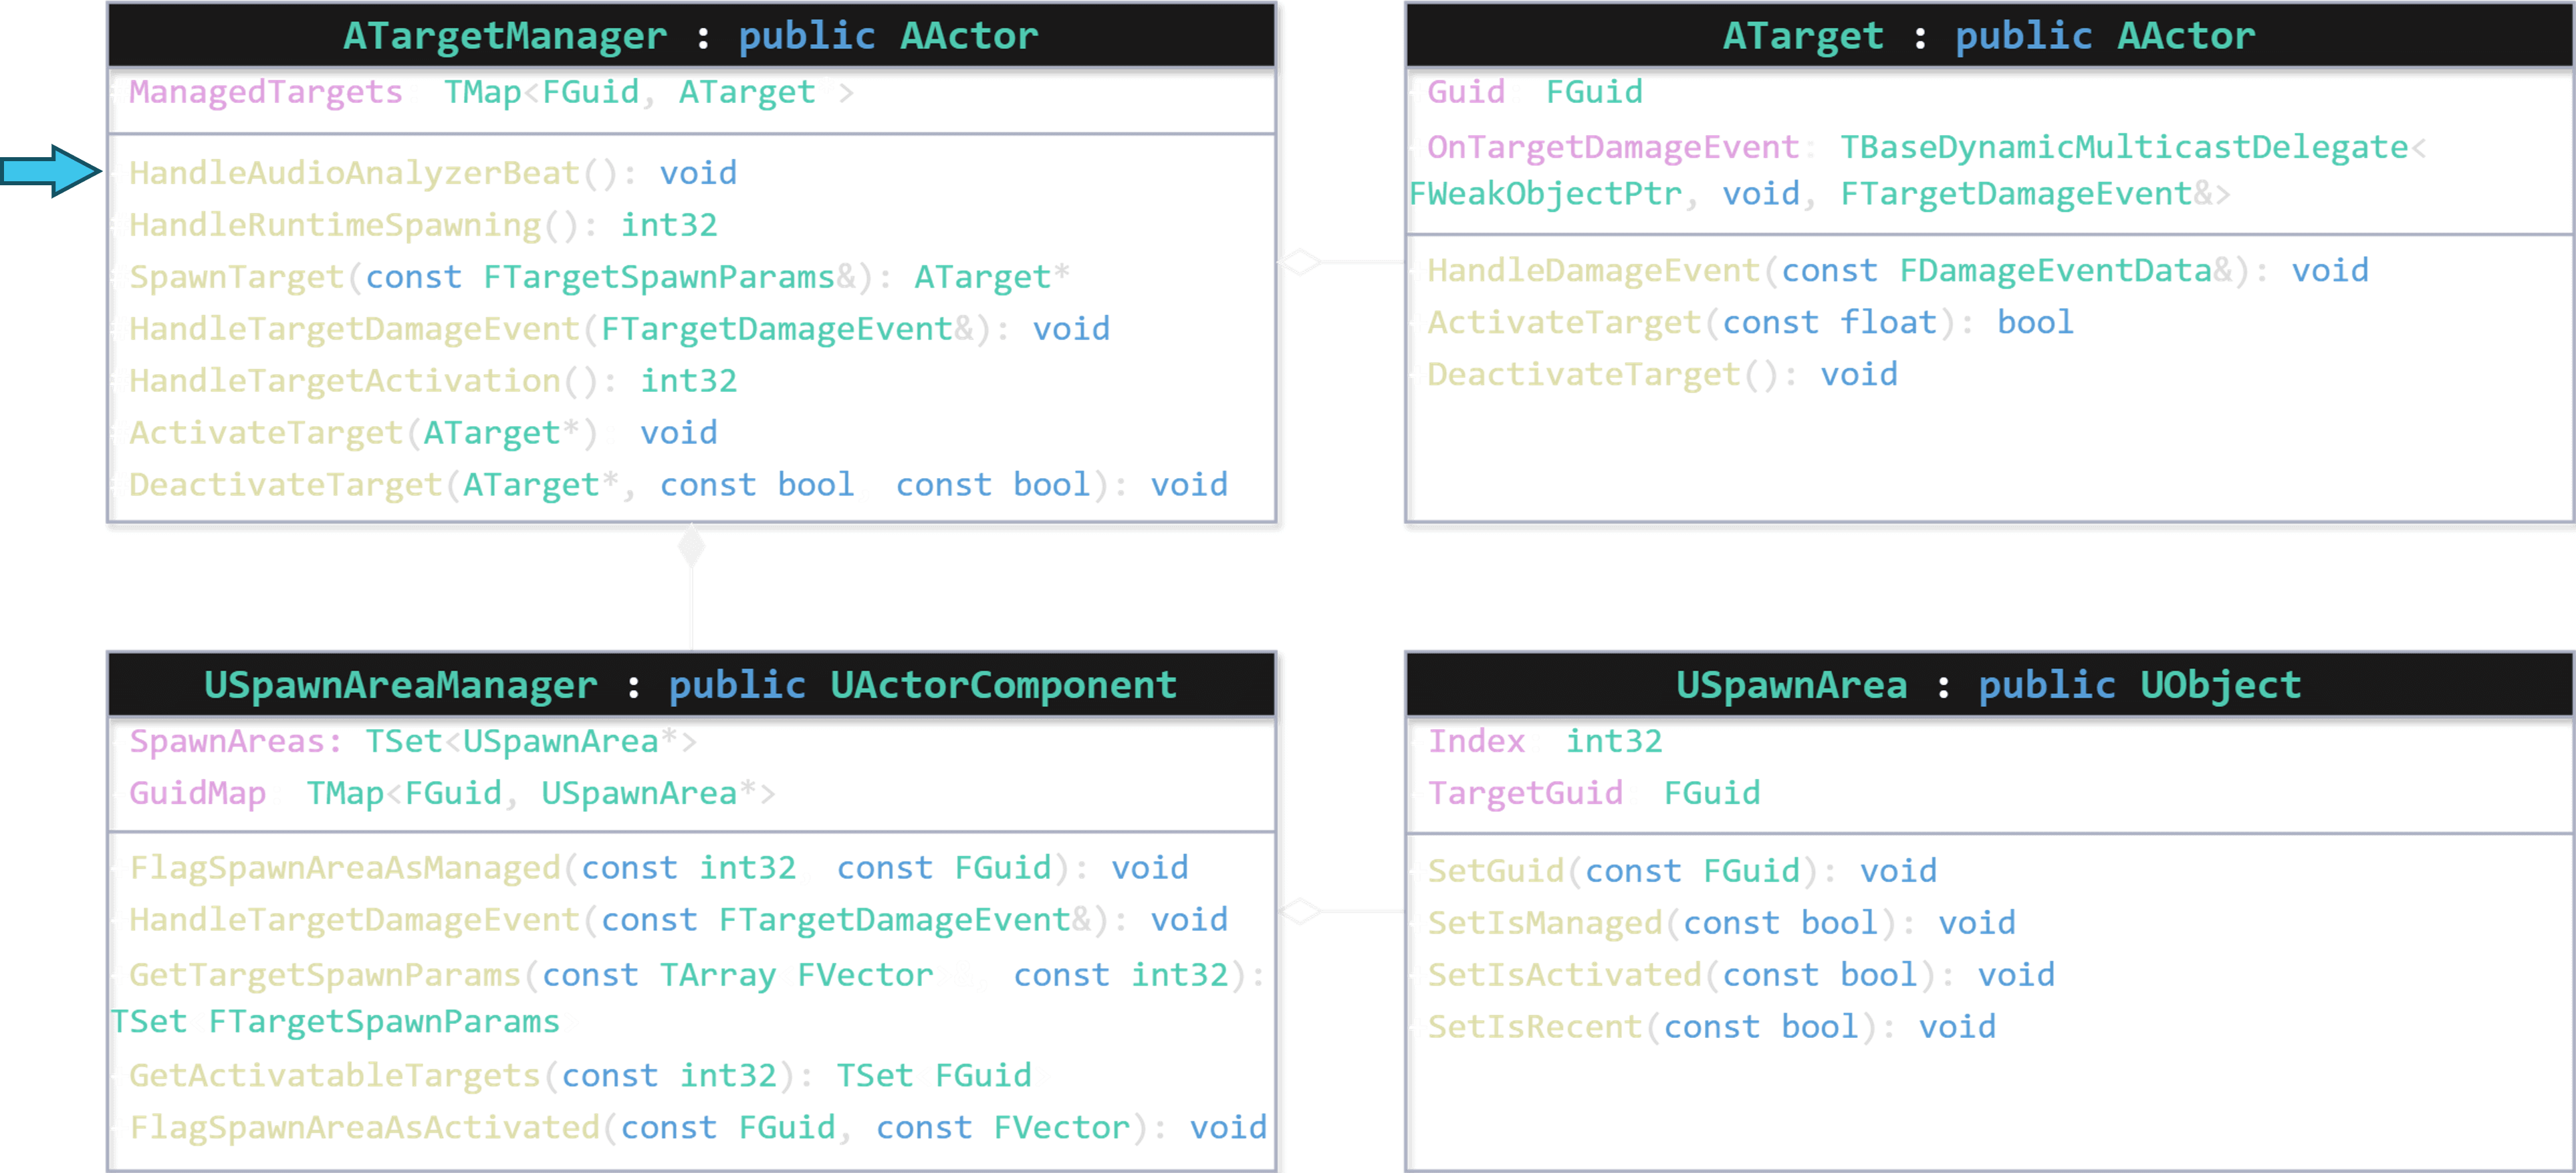 ATargetManager : public AActor
ManagedTargets TMap<FGuid, ATarget >
HandleAudioAnalyzerBeat(): void
HandleRuntimeSpawning(): int32
SpawnTarget(const FTargetSpawnParams&): ATarget*
HandleTargetDamageEvent(FTargetDamageEvent&): void
HandleTargetActivation(): int32
ActivateTarget(ATarget*) void
DeactivateTarget(ATarget*, const bool const bool): void
ATarget : public AActor
Guid FGuid
OnTargetDamageEvent: TBaseDynamicMulticastDelegate<
FWeakObjectPtr, void, FTargetDamageEvent&>
HandleDamageEvent(const FDamageEventData&): void
ActivateTarget(const float): bool
DeactivateTarget(): void
USpawnAreaManager : public UActorComponent
SpawnAreas: TSet<USpawnArea*>
GuidMap TMap<FGuid, USpawnArea*>
FlagSpawnAreaAsManaged(const int32 const FGuid): void
HandleTargetDamageEvent(const FTargetDamageEvent&): void
GetTargetSpawnParams(const TArray FVector const int32):
TSet FTargetSpawnParams
GetActivatableTargets(const int32): TSet FGuid
FlagSpawnAreaAsActivated(const FGuid, const FVector): void
USpawnArea : public UObject
Index int32
TargetGuid FGuid
SetGuid(const FGuid): void
SetIsManaged(const bool): void
SetIsActivated(const bool): void
SetIsRecent(const bool): void